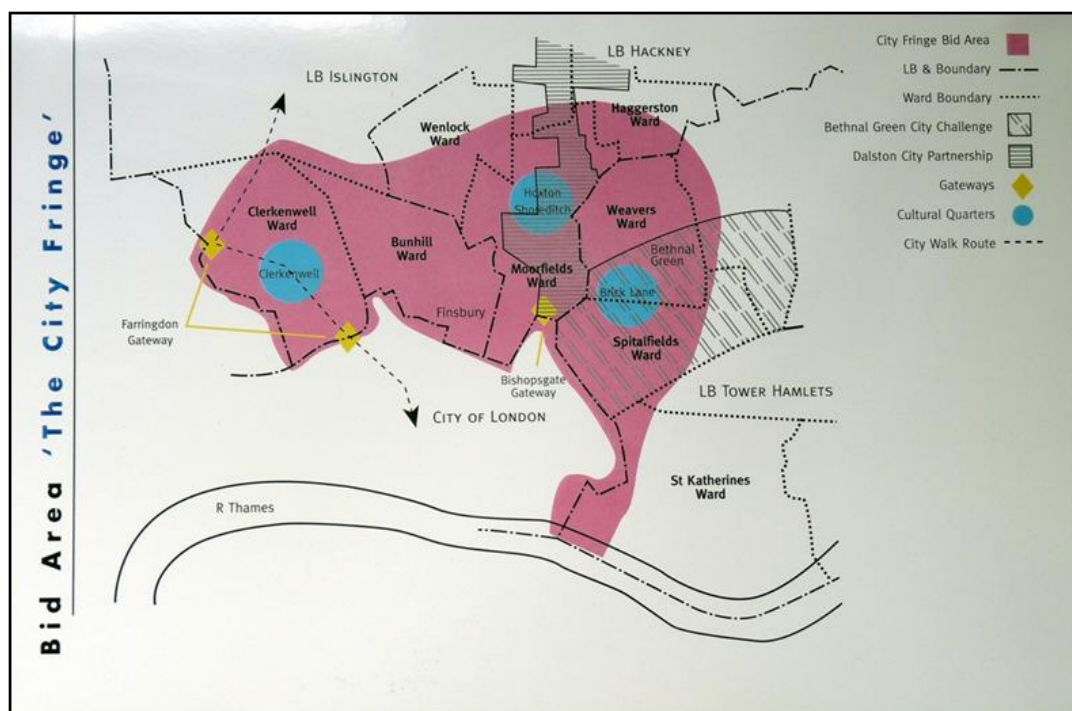 Bid Area 'The City Fringe'
LB ISLINGTON
LB HACKNEY
Wenlock
Ward
Haggerston
Ward
Clerkenwell
Ward
Hoxton
Shoreditch
Weavers
Ward
Bunhill
Ward
Bethnal
Green
Moorfields
Ward
Clerkenwell
Brick Lane
Finsbury
Farringdon
Gateway
Spitalfields
Ward
Bishopsgate
Gateway
LB TOWER HAMLETS
CITY OF LONDON
St Katherines
Ward
R Thames
City Fringe Bid Area
LB & Boundary
Ward Boundary
Bethnal Green City Challenge
Dalston City Partnership
Gateways
Cultural Quarters
City Walk Route